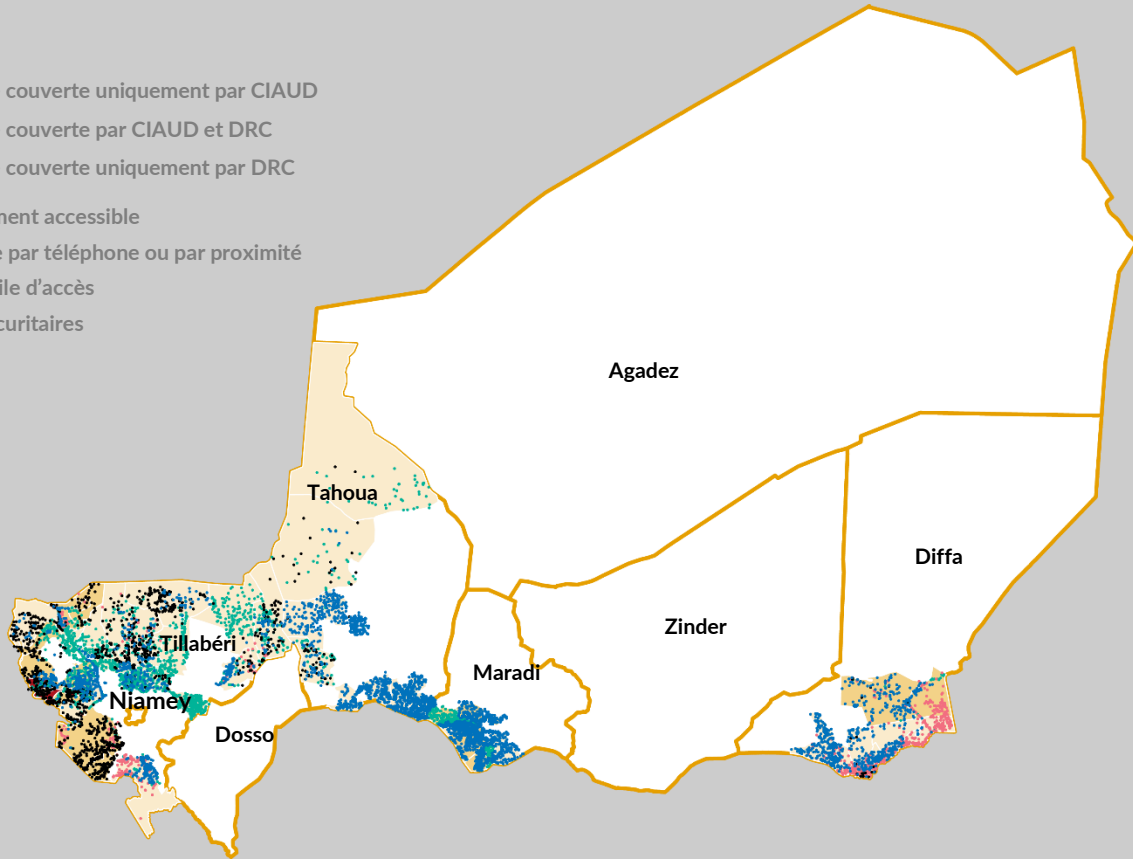 couverte uniquement par CIAUD
couverte par CIAUD et DRC
couverte uniquement par DRC
ment accessible
e par téléphone ou par proximité
ile d'accès
curitaires
Agadez
Tahoua
Diffa
Zinder
Tillabéri
Maradi
Niamey
Dosso